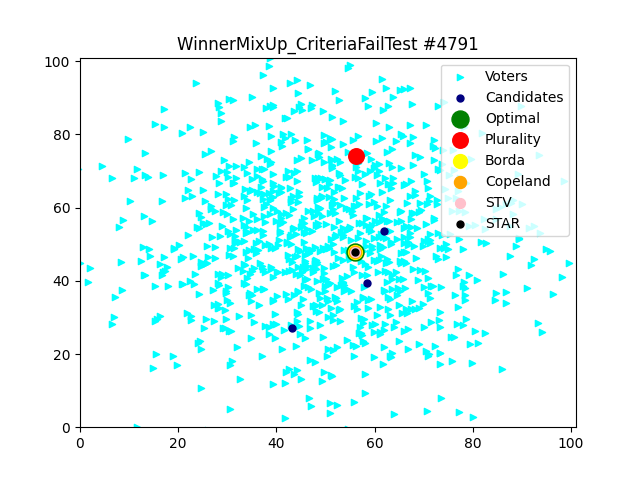 WinnerMixUp_CriteriaFailTest #4791
100
80
60
40
20
0
0 20 40 60 80 100
Voters
Candidates
Optimal
Plurality
Borda
Copeland
STV
STAR